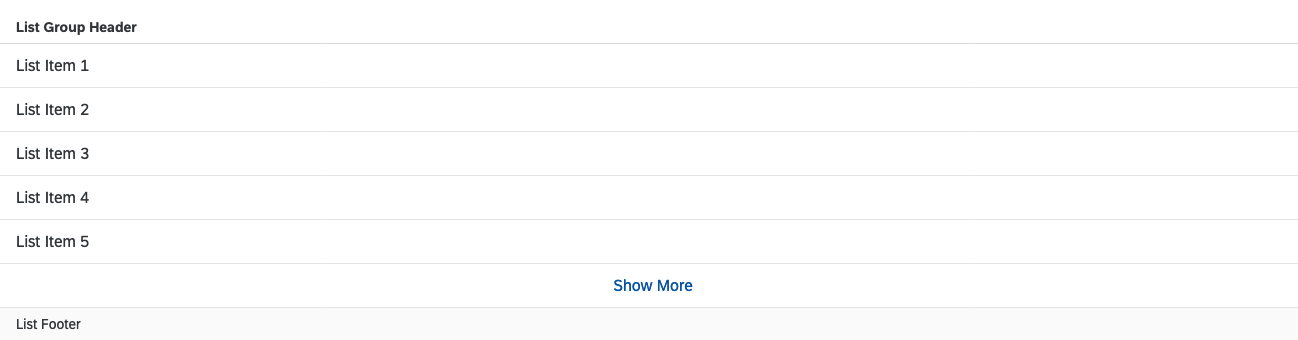 List Group Header
List Item 1
List Item 2
List Item 3
List Item 4
List Item 5
Show More
List Footer